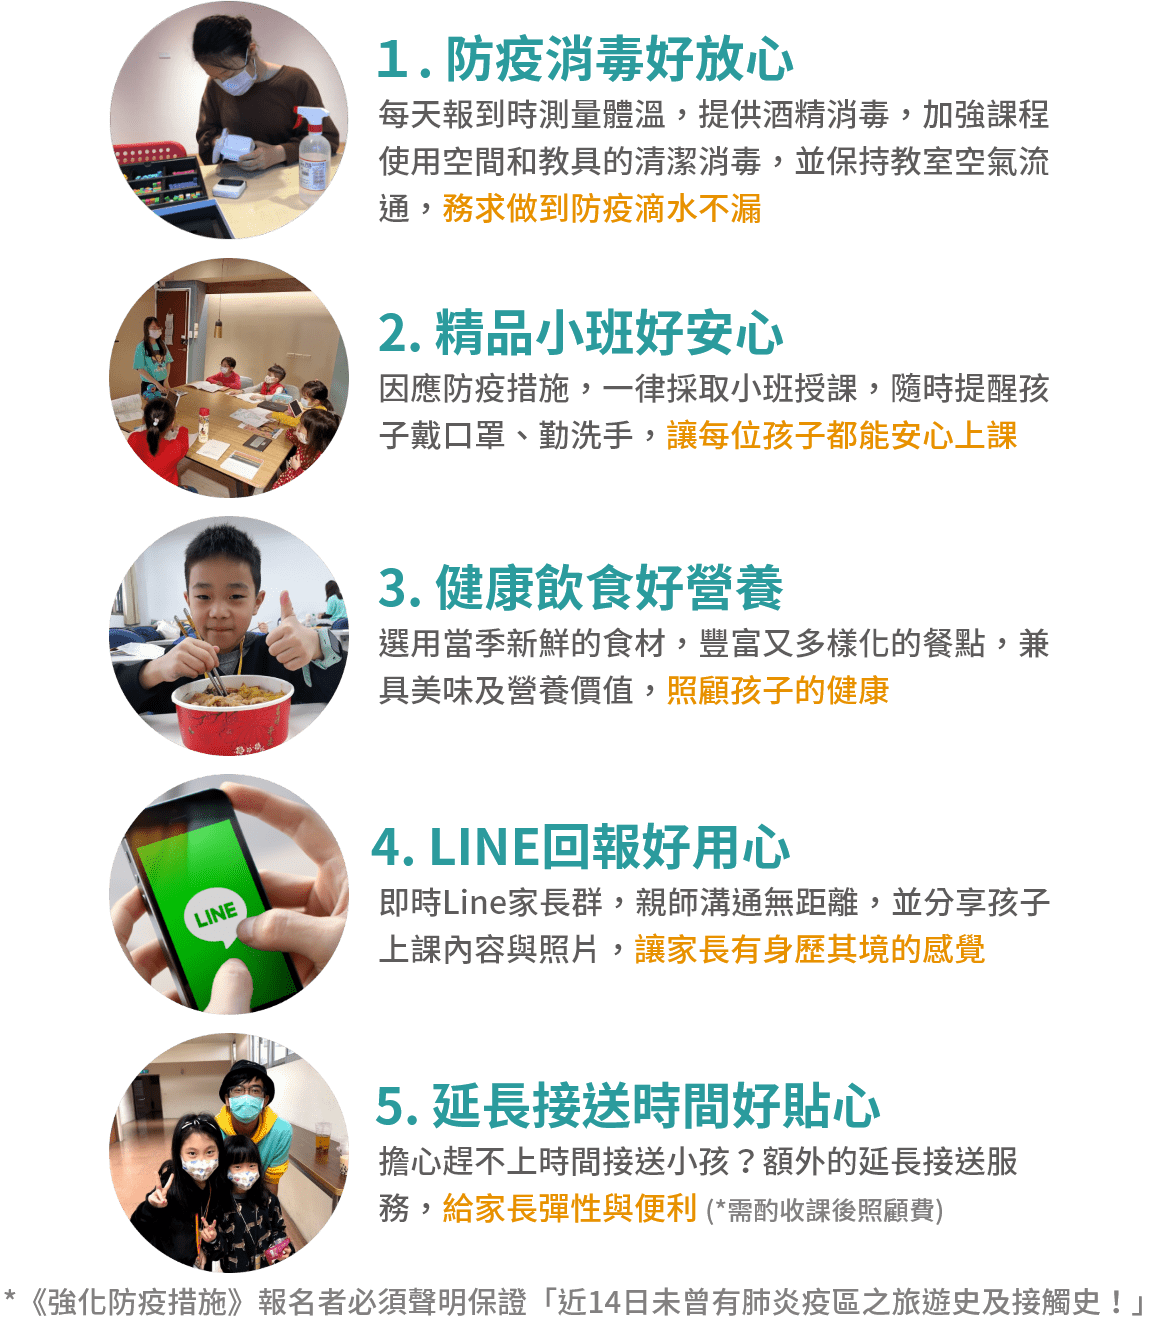 1. 防疫消毒好放心
每天報到時測量體溫，提供酒精消毒，加強課程
使用空間和教具的清潔消毒，並保持教室空氣流
通，務求做到防疫滴水不漏
2. 精品小班好安心
因應防疫措施，一律採取小班授課，隨時提醒孩
子戴口罩、勤洗手，讓每位孩子都能安心上課
3. 健康飲食好營養
選用當季新鮮的食材，豐富又多樣化的餐點，兼
具美味及營養價值，照顧孩子的健康
LINE
4. LINE回報好用心
即時Line家長群，親師溝通無距離，並分享孩子
上課內容與照片，讓家長有身歷其境的感覺
5. 延長接送時間好貼心
擔心趕不上時間接送小孩？額外的延長接送服
務，給家長彈性與便利 (*需酌收課後照顧費)
*《強化防疫措施》報名者必須聲明保證「近14日未曾有肺炎疫區之旅遊史及接觸史！」